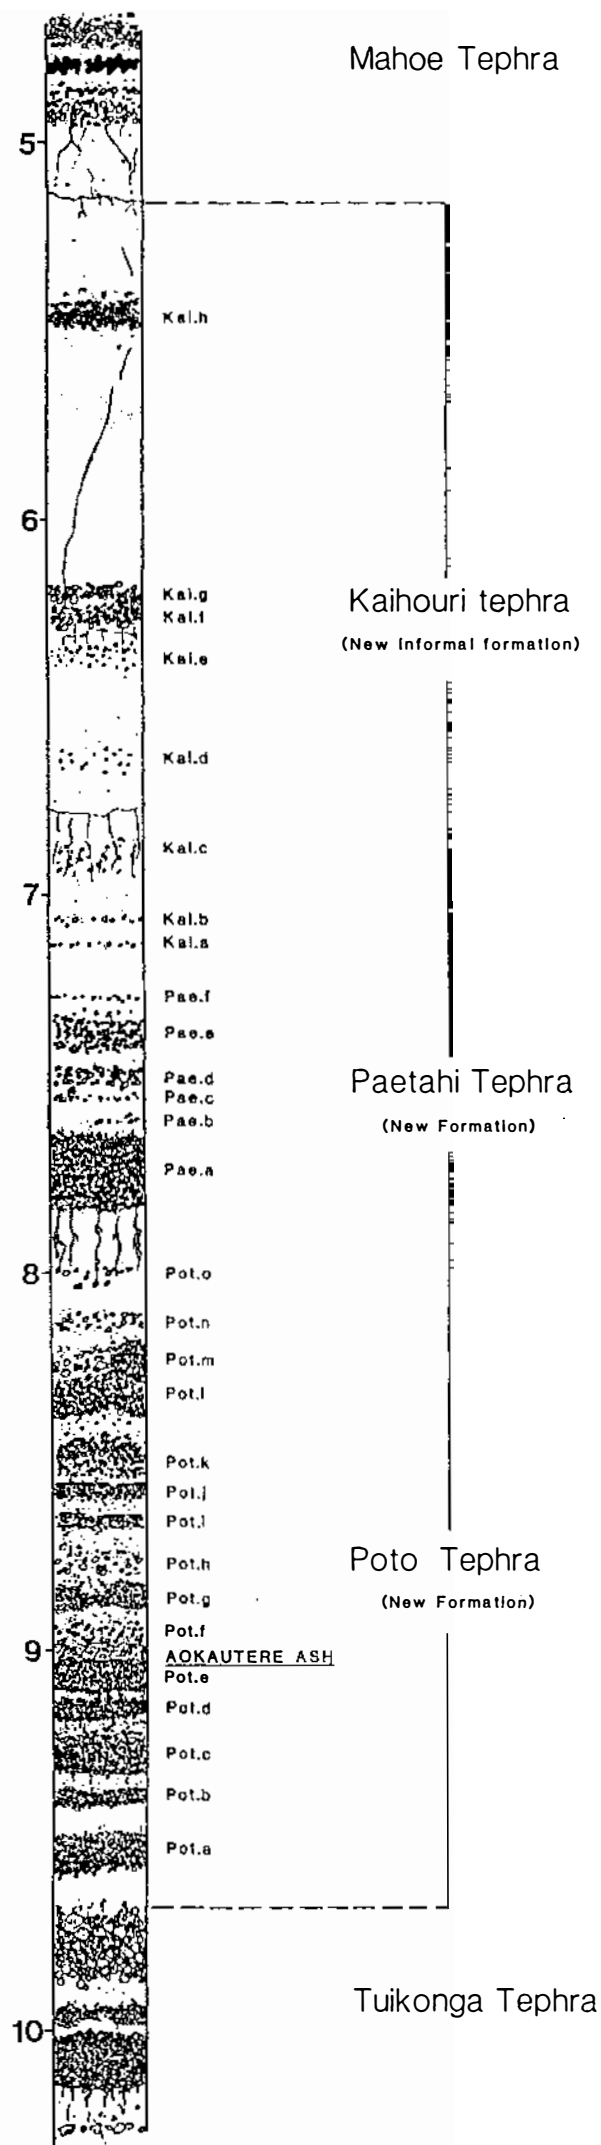 Mahoe Tephra
5
Kai.h
6
Kai.g
Kai.f
Kaihouri tephra
(New Informal formation)
Kai.e
Kai.d
Kai.c
7
Kai.b
Kai.a
Pae.f
Pae.e
Pae.d
Paetahi Tephra
Pae.c
Pae.b
(New Formation)
Pae.a
8
Pot.o
Pot.n
Pot.m
Pot.l
Pot.k
Pot.j
Pot.i
Pot.h
Poto Tephra
Pot.g
(New Formation)
Pot.f
9
AOKAUTERE ASH
Pot.e
Pot.d
Pot.c
Pot.b
Pot.a
Tuikonga Tephra
10